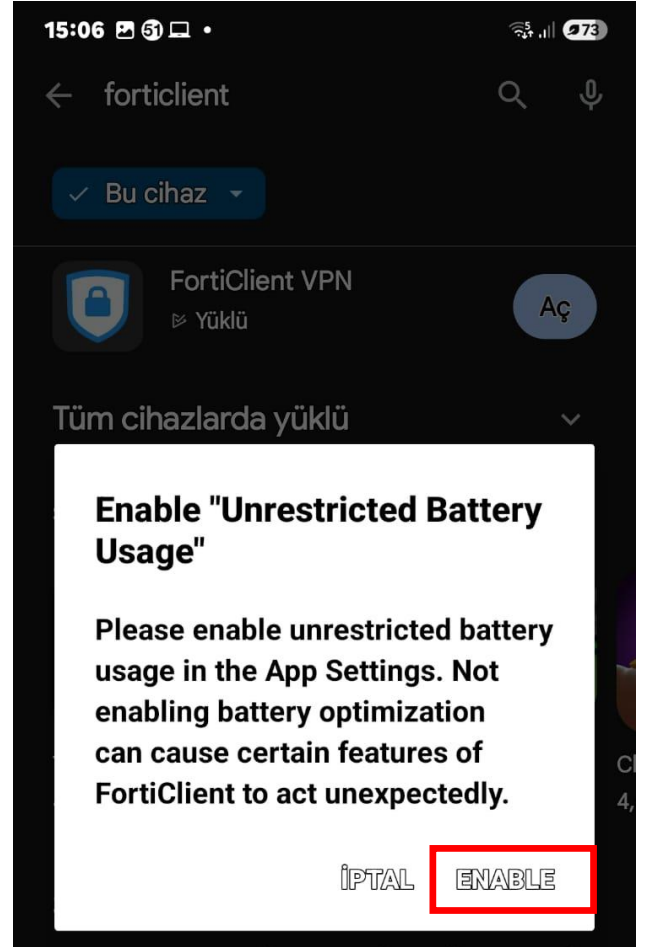 15:06 51 73
forticlient
Bu cihaz
FortiClient VPN
Aç
Yüklü
Tüm cihazlarda yüklü
Enable "Unrestricted Battery
Usage"
Please enable unrestricted battery
usage in the App Settings. Not
enabling battery optimization
can cause certain features of
FortiClient to act unexpectedly.
İPTAL ENABLE